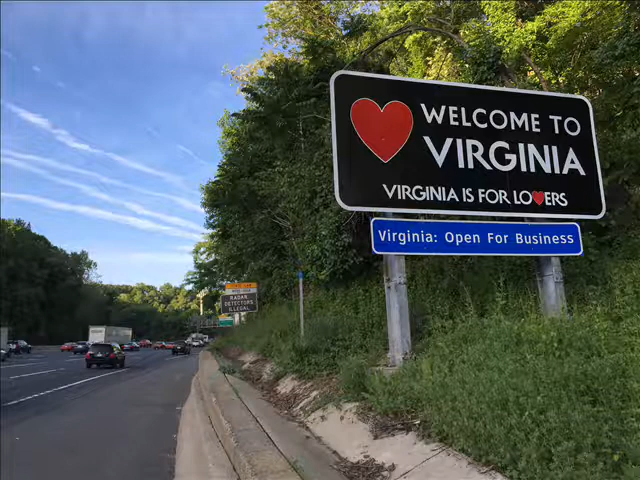 WELCOME TO
VIRGINIA
VIRGINIA IS FOR LOVERS
Virginia: Open For Business
RADAR
DETECTORS
ILLEGAL